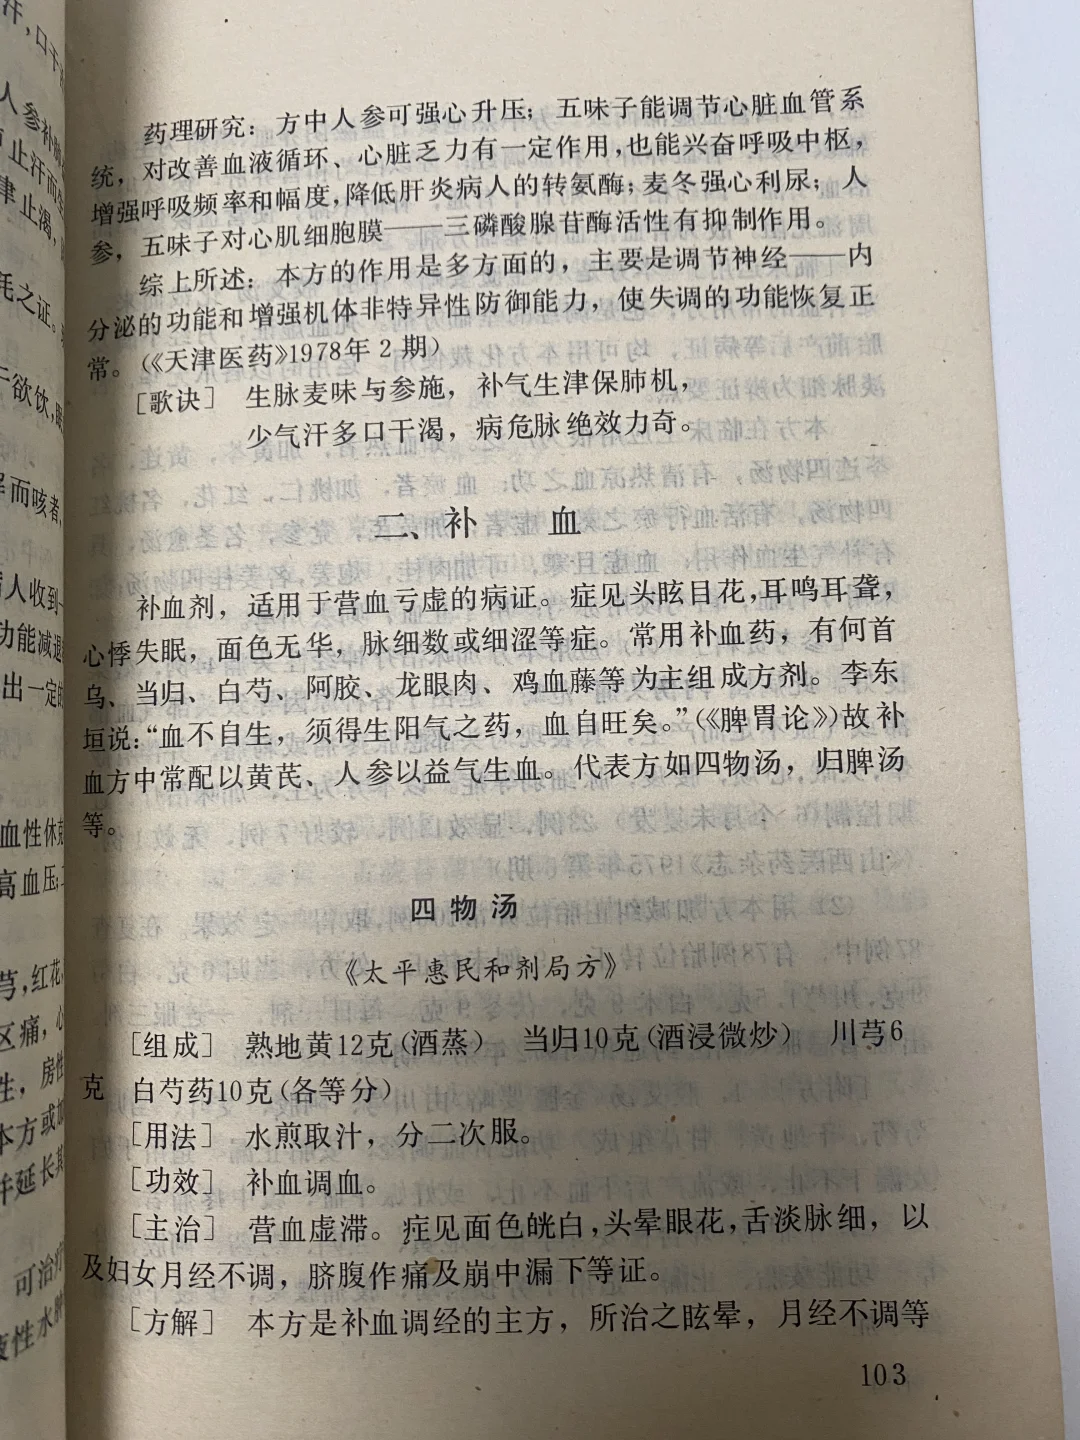 药理研究：方中人参可强心升压；五味子能调节心脏血管系
统，对改善血液循环、心脏乏力有一定作用，也能兴奋呼吸中枢，
增强呼吸频率和幅度，降低肝炎病人的转氨酶；麦冬强心利尿；人
参，五味子对心肌细胞膜——三磷酸腺苷酶活性有抑制作用。
综上所述：本方的作用是多方面的，主要是调节神经——内
分泌的功能和增强机体非特异性防御能力，使失调的功能恢复正
常。(《天津医药》1978年2期)
［歌诀］ 生脉麦味与参施，补气生津保肺机，
少气汗多口干渴，病危脉绝效力奇。
二、补 血
补血剂，适用于营血亏虚的病证。症见头眩目花，耳鸣耳聋，
心悸失眠，面色无华，脉细数或细涩等症。常用补血药，有何首
乌、当归、白芍、阿胶、龙眼肉、鸡血藤等为主组成方剂。李东
垣说：“血不自生，须得生阳气之药，血自旺矣。”(《脾胃论》)故补
血方中常配以黄芪、人参以益气生血。代表方如四物汤，归脾汤
等。
四物汤
《太平惠民和剂局方》
［组成］ 熟地黄12克(酒蒸) 当归10克(酒浸微炒) 川芎6
克 白芍药10克(各等分)
［用法］ 水煎取汁，分二次服。
［功效］ 补血调血。
［主治］ 营血虚滞。症见面色㿠白，头晕眼花，舌淡脉细，以
及妇女月经不调，脐腹作痛及崩中漏下等证。
［方解］ 本方是补血调经的主方，所治之眩晕，月经不调等
103